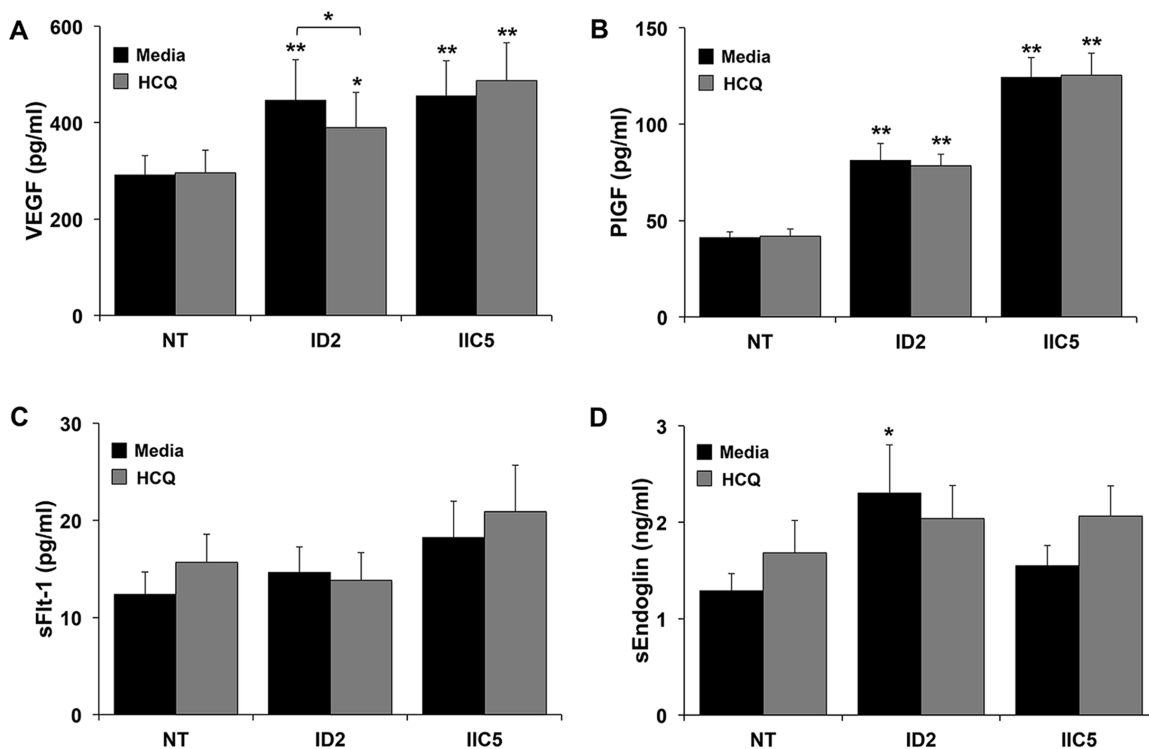 A
VEGF (pg/ml)
600
400
200
0
Media
HCQ
**
*
*
**
**
NT
ID2
IIC5
B
PlGF (pg/ml)
150
100
50
0
Media
HCQ
**
**
**
**
NT
ID2
IIC5
C
sFlt-1 (pg/ml)
30
20
10
0
Media
HCQ
NT
ID2
IIC5
D
sEndoglin (ng/ml)
3
2
1
0
Media
HCQ
*
NT
ID2
IIC5